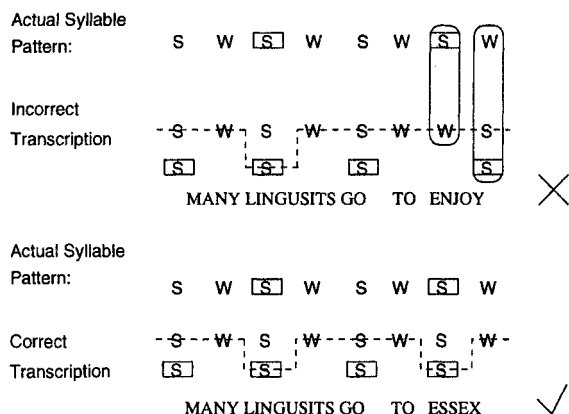 Actual Syllable
Pattern:
S W S W S W S W
Incorrect
Transcription
S W S W S W W S
S S S S
MANY LINGUSITS GO TO ENJOY
Actual Syllable
Pattern:
S W S W S W S W
Correct
Transcription
S W S W S W S W
S S S S
MANY LINGUSITS GO TO ESSEX